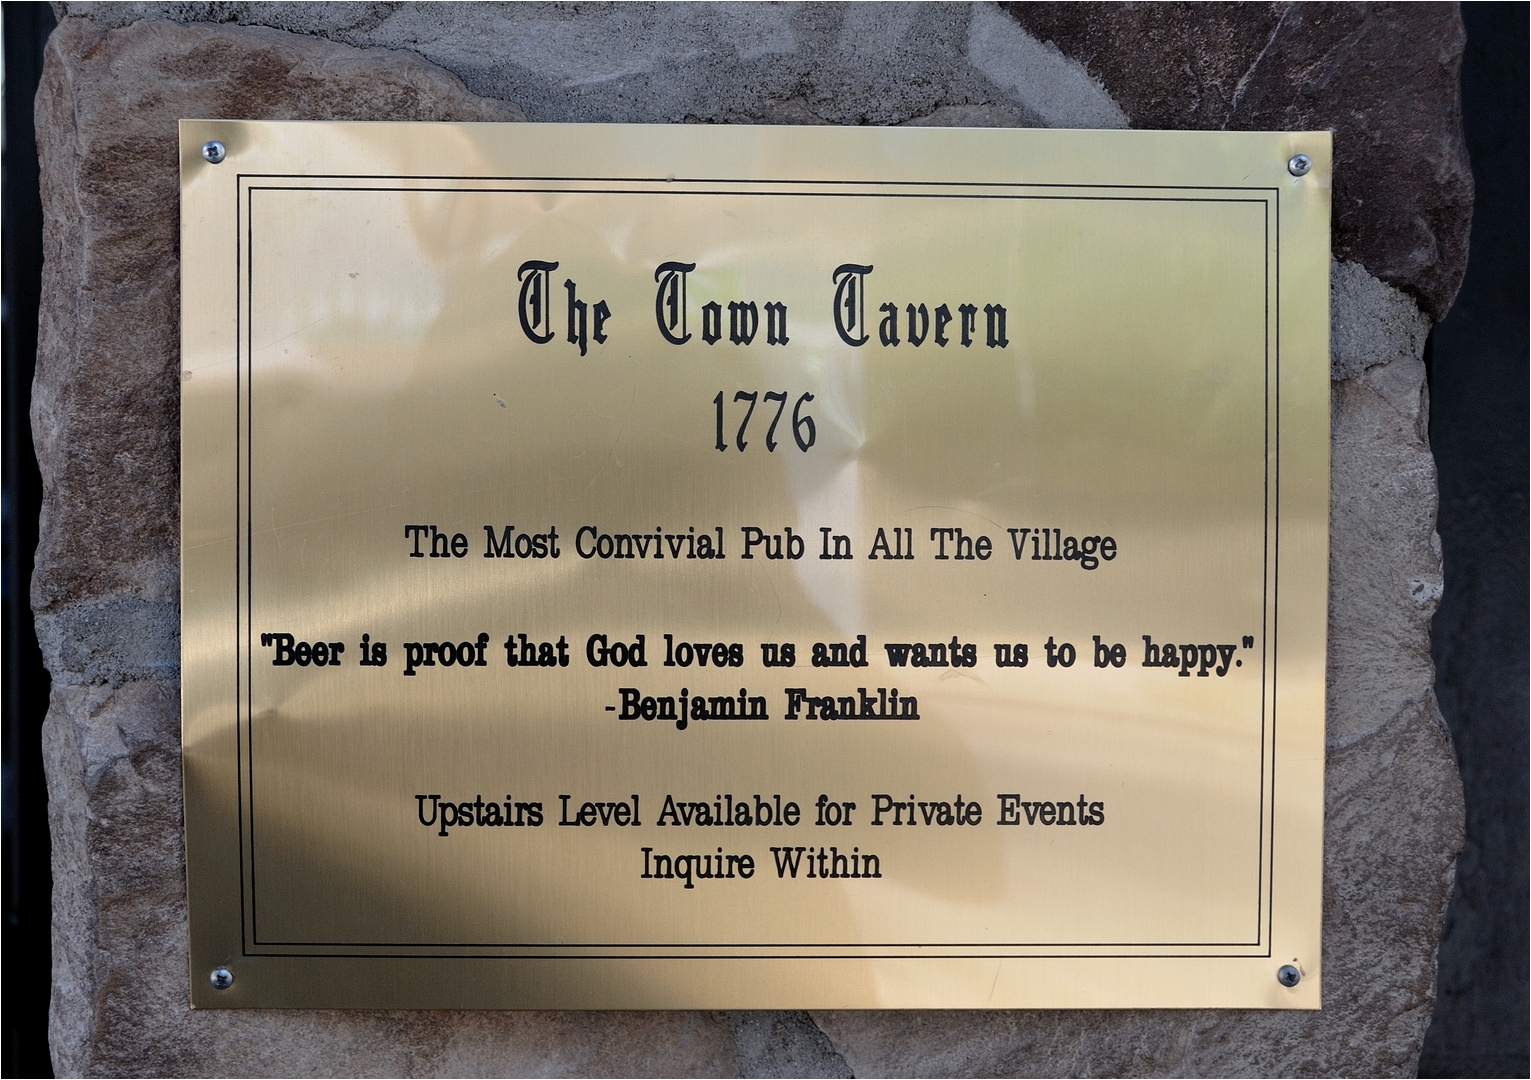 The Town Tavern
1776
The Most Convivial Pub In All The Village
"Beer is proof that God loves us and wants us to be happy."
-Benjamin Franklin
Upstairs Level Available for Private Events
Inquire Within